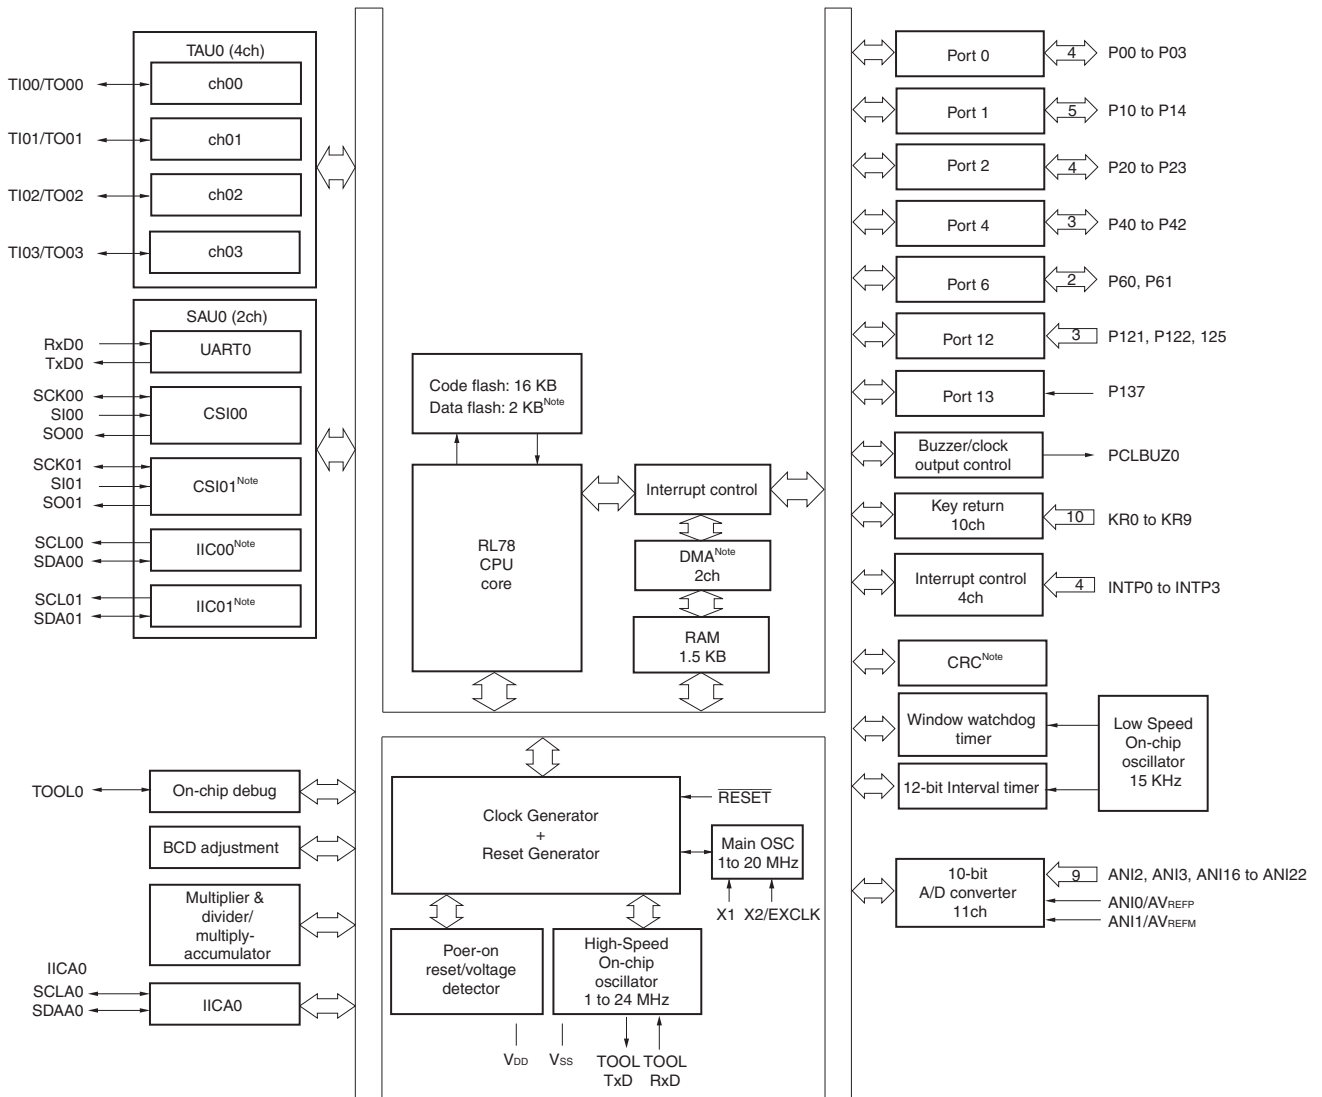 TAU0 (4ch)
TI00/TO00
ch00
TI01/TO01
ch01
TI02/TO02
ch02
TI03/TO03
ch03
SAU0 (2ch)
RxD0
TxD0
UART0
SCK00
SI00
SO00
CSI00
SCK01
SI01
SO01
CSI01Note
SCL00
SDA00
IIC00Note
SCL01
SDA01
IIC01Note
TOOL0
On-chip debug
BCD adjustment
Multiplier &
divider/
multiply-
accumulator
IICA0
SCLA0
SDAA0
IICA0
Code flash: 16 KB
Data flash: 2 KBNote
RL78
CPU
core
Interrupt control
DMANote
2ch
RAM
1.5 KB
Clock Generator
+
Reset Generator
RESET
Main OSC
1to 20 MHz
X1
X2/EXCLK
Poer-on
reset/voltage
detector
High-Speed
On-chip
oscillator
1 to 24 MHz
VDD
VSS
TOOL
TxD
TOOL
RxD
Port 0
4
P00 to P03
Port 1
5
P10 to P14
Port 2
4
P20 to P23
Port 4
3
P40 to P42
Port 6
2
P60, P61
Port 12
3
P121, P122, 125
Port 13
P137
Buzzer/clock
output control
PCLBUZ0
Key return
10ch
10
KR0 to KR9
Interrupt control
4ch
4
INTP0 to INTP3
CRCNote
Window watchdog
timer
12-bit Interval timer
Low Speed
On-chip
oscillator
15 KHz
10-bit
A/D converter
11ch
9
ANI2, ANI3, ANI16 to ANI22
ANI0/AVREFP
ANI1/AVREFM